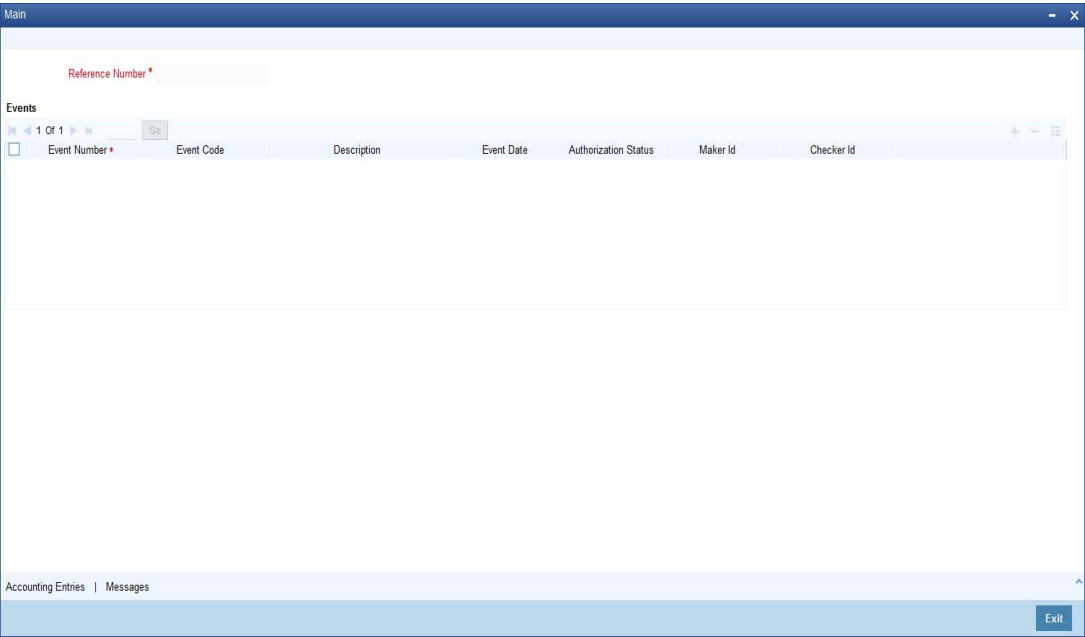 Main
Reference Number *
Events
1 Of 1 Go
Event Number * Event Code Description Event Date Authorization Status Maker Id Checker Id
Accounting Entries | Messages
Exit